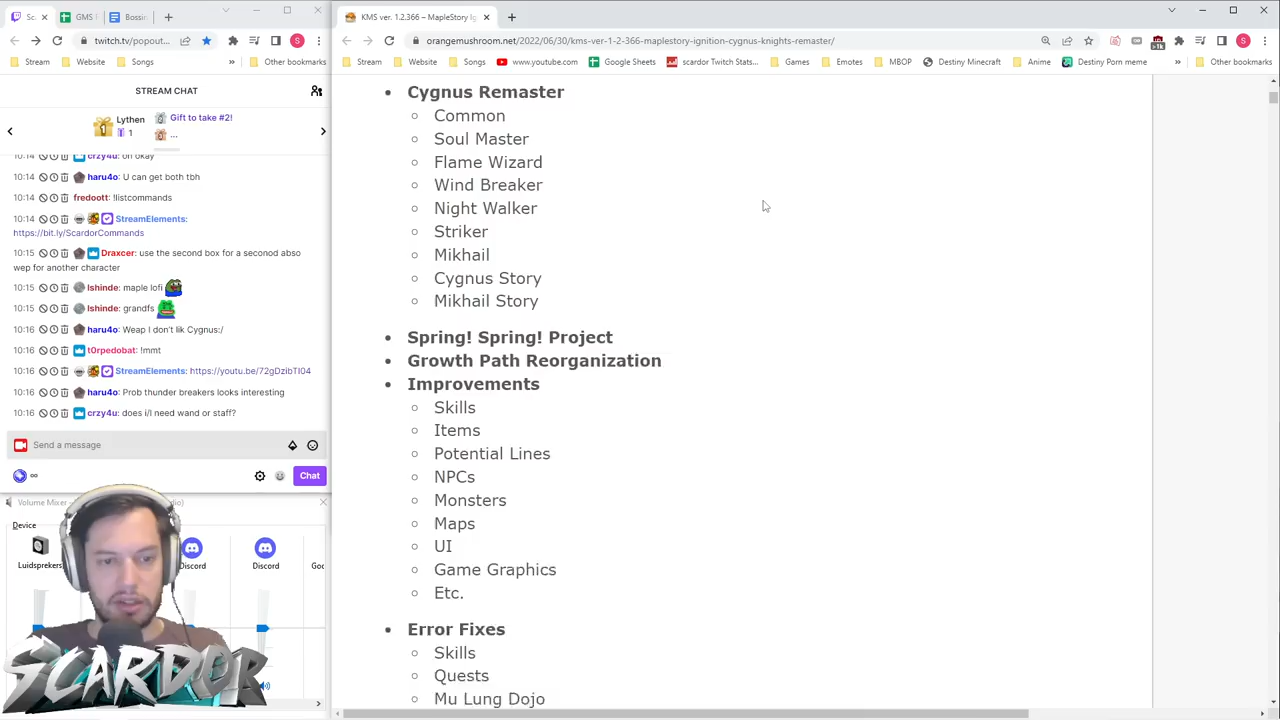 Sc
GMS
Bossin
KMS ver. 1.2.366 – MapleStory Ig
twitch.tv/popout...
orangemushroom.net/2022/06/30/kms-ver-1-2-366-maplestory-ignition-cygnus-knights-remaster/
Stream
Website
Songs
»
Other bookmarks
Stream
Website
Songs
www.youtube.com
Google Sheets
scardor Twitch Stats...
Games
Emotes
MBOP
Destiny Minecraft
Anime
Destiny Porn meme
»
Other bookmarks
STREAM CHAT
Lythen
1
Gift to take #2!
...
10:14 crzy4u: oh okay
10:14 haru4o: U can get both tbh
10:14 fredoott: !listcommands
10:14 StreamElements:
https://bit.ly/ScardorCommands
10:15 Draxcer: use the second box for a seconod abso
wep for another character
10:15 lshinde: maple lofi
10:15 lshinde: grandfs
10:16 haru4o: Weap I don't lik Cygnus:/
10:16 t0rpedobat: !mmt
10:16 StreamElements: https://youtu.be/72gDzibTI04
10:16 haru4o: Prob thunder breakers looks interesting
10:16 crzy4u: does i/I need wand or staff?
Send a message
Chat
Volume Mixer
Device
Luidsprekers
Discord
Discord
SCARDOR
Cygnus Remaster
Common
Soul Master
Flame Wizard
Wind Breaker
Night Walker
Striker
Mikhail
Cygnus Story
Mikhail Story
Spring! Spring! Project
Growth Path Reorganization
Improvements
Skills
Items
Potential Lines
NPCs
Monsters
Maps
UI
Game Graphics
Etc.
Error Fixes
Skills
Quests
Mu Lung Dojo